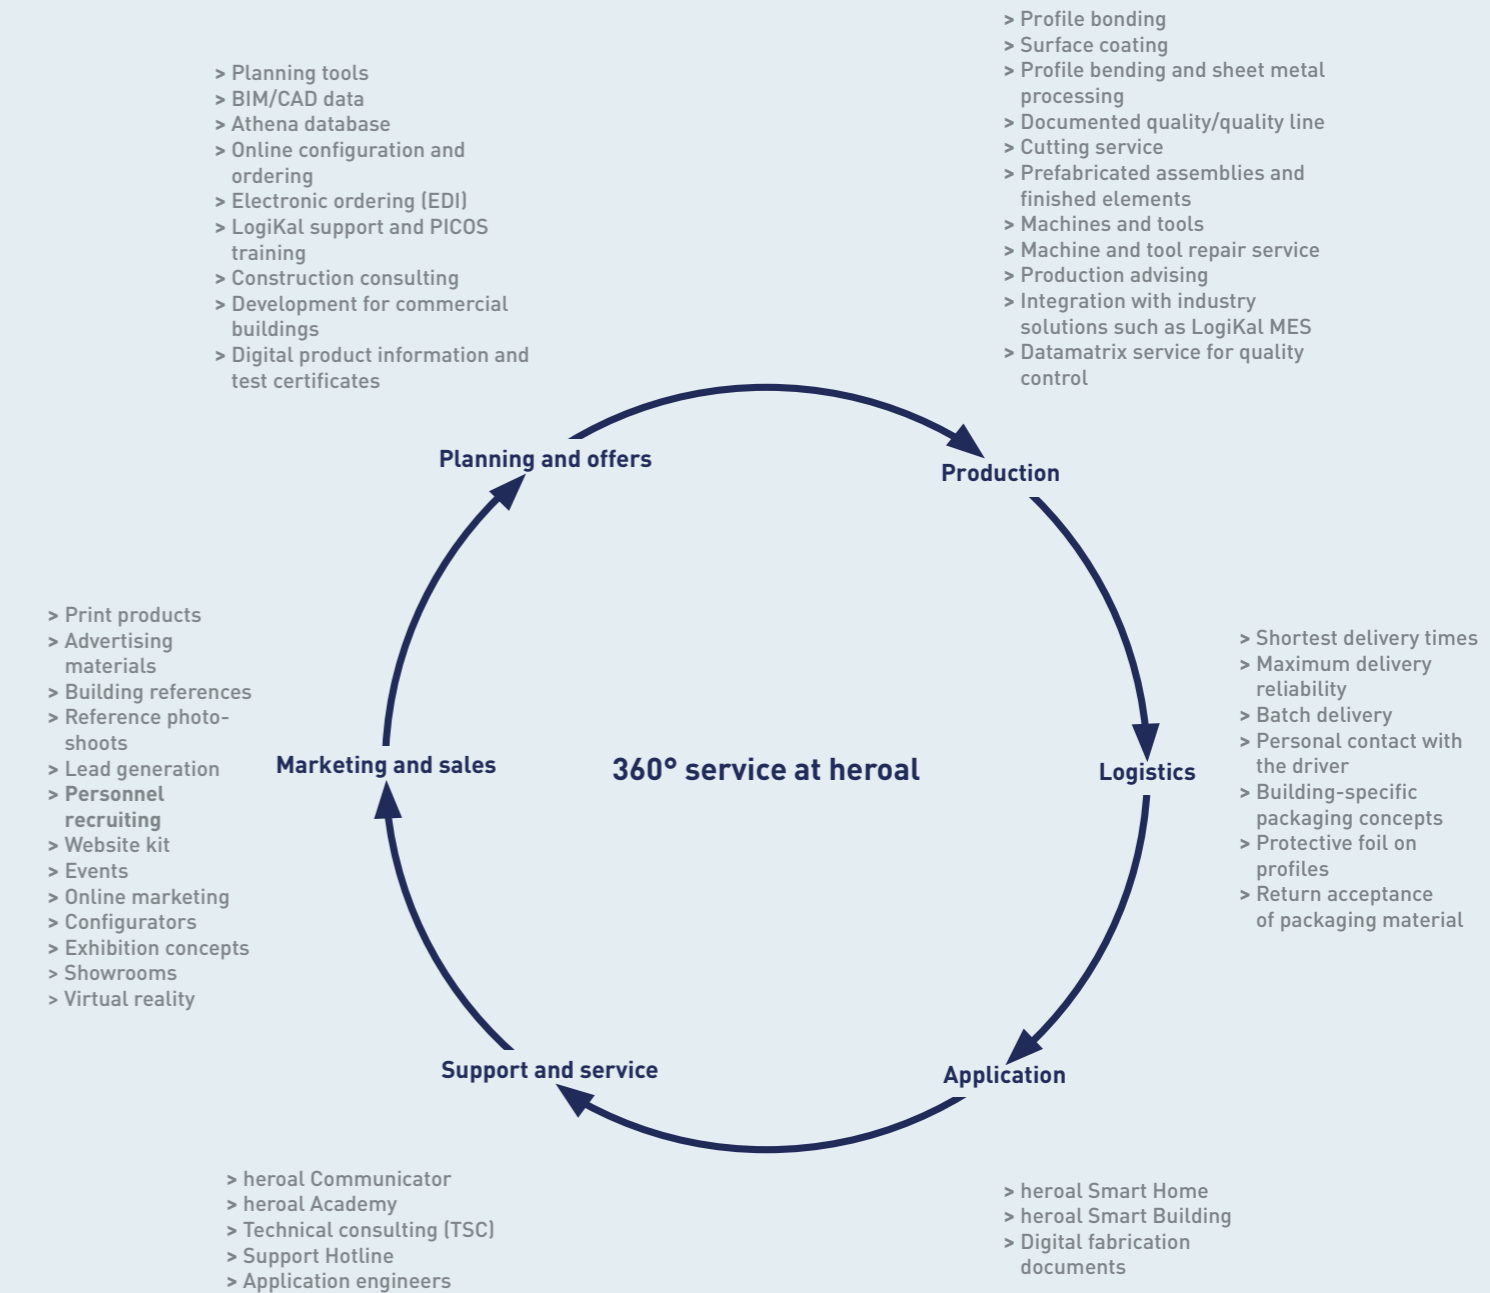 > Planning tools
> BIM/CAD data
> Athena database
> Online configuration and
ordering
> Electronic ordering (EDI)
> LogiKal support and PICOS
training
> Construction consulting
> Development for commercial
buildings
> Digital product information and
test certificates
> Profile bonding
> Surface coating
> Profile bending and sheet metal
processing
> Documented quality/quality line
> Cutting service
> Prefabricated assemblies and
finished elements
> Machines and tools
> Machine and tool repair service
> Production advising
> Integration with industry
solutions such as LogiKal MES
> Datamatrix service for quality
control
Planning and offers
Production
> Print products
> Advertising
materials
> Building references
> Reference photo-
shoots
> Lead generation
> Personnel
recruiting
> Website kit
> Events
> Online marketing
> Configurators
> Exhibition concepts
> Showrooms
> Virtual reality
Marketing and sales
360° service at heroal
Logistics
> Shortest delivery times
> Maximum delivery
reliability
> Batch delivery
> Personal contact with
the driver
> Building-specific
packaging concepts
> Protective foil on
profiles
> Return acceptance
of packaging material
Support and service
Application
> heroal Communicator
> heroal Academy
> Technical consulting (TSC)
> Support Hotline
> Application engineers
> heroal Smart Home
> heroal Smart Building
> Digital fabrication
documents